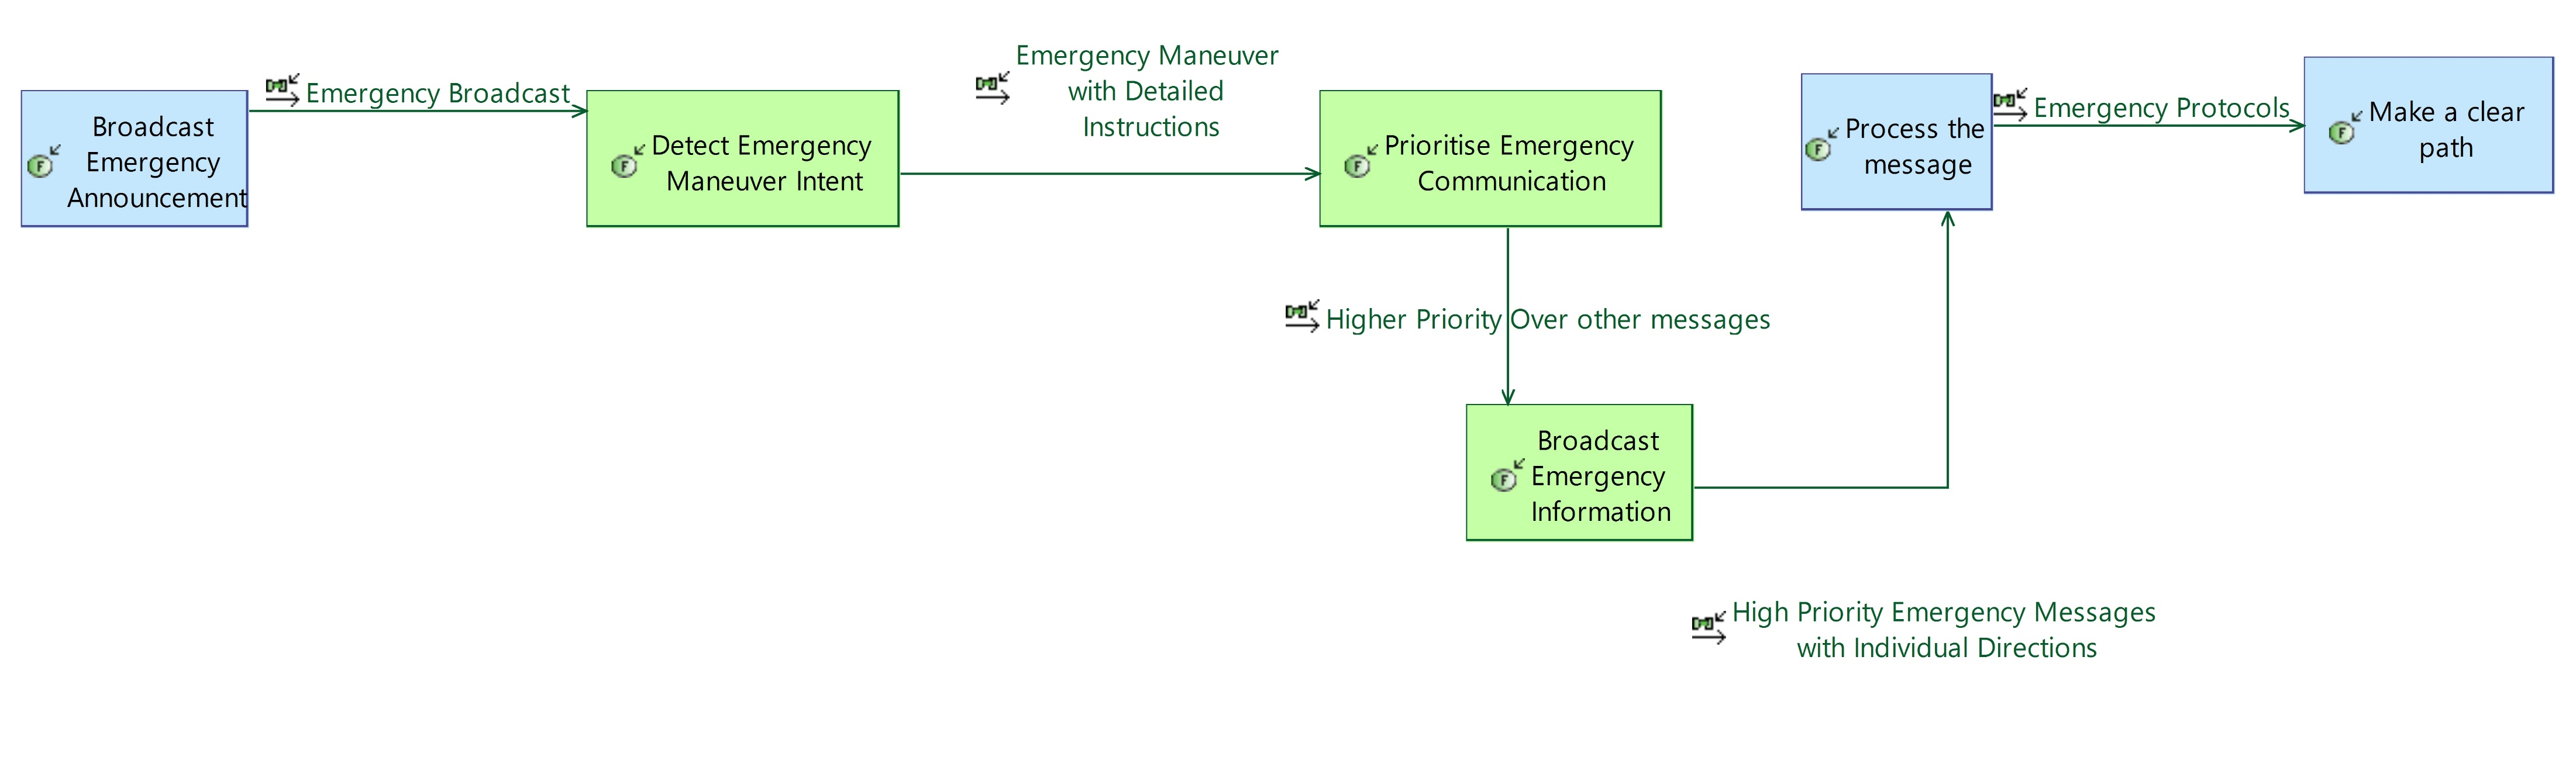 Broadcast
Emergency
Announcement
Emergency Broadcast
Detect Emergency
Maneuver Intent
Emergency Maneuver
with Detailed
Instructions
Prioritise Emergency
Communication
Higher Priority Over other messages
Broadcast
Emergency
Information
High Priority Emergency Messages
with Individual Directions
Process the
message
Emergency Protocols
Make a clear
path